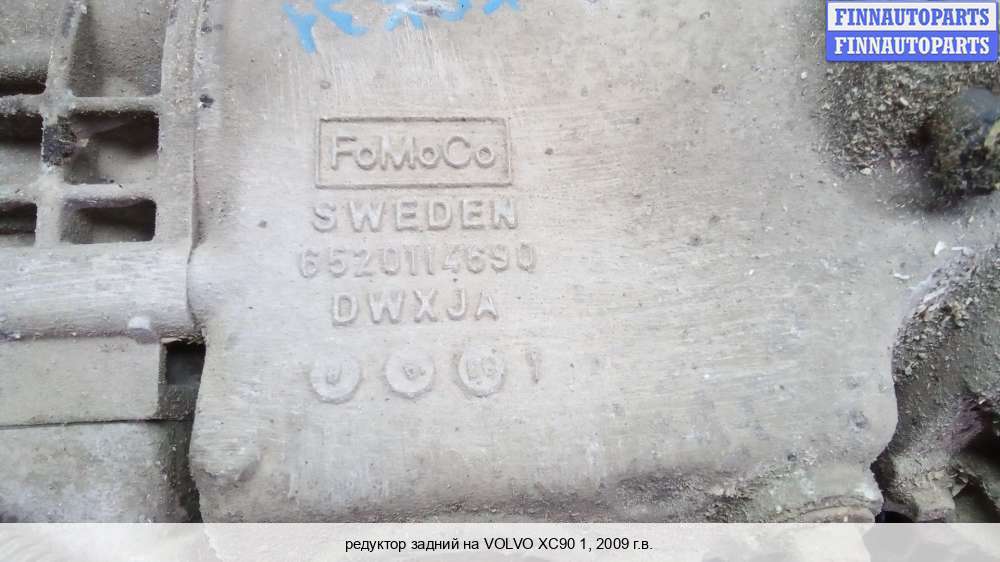 FINNAUTOPARTS
FINNAUTOPARTS
FoMoCo
SWEDEN
6520114690
DWXJA
редуктор задний на VOLVO XC90 1, 2009 г.в.